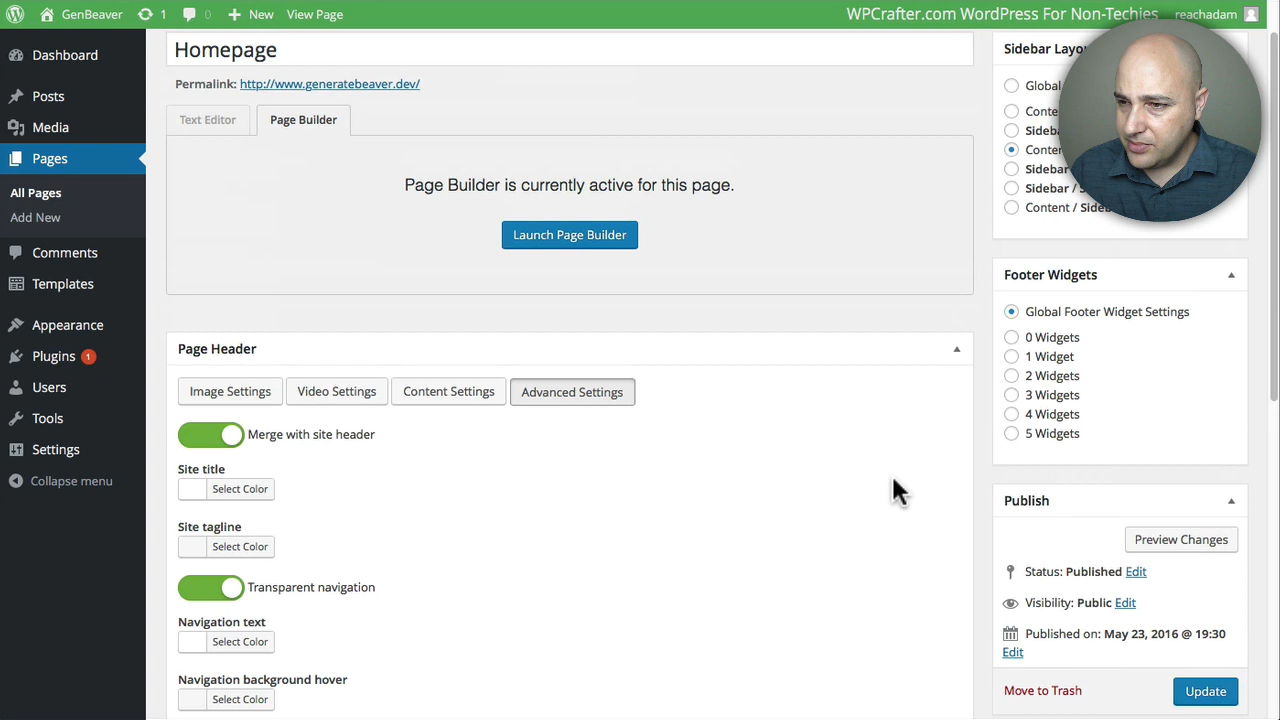 GenBeaver 1 0 New View Page
WPCrafter.com WordPress For Non-Techies
reachadam
Dashboard
Posts
Media
Pages
All Pages
Add New
Comments
Templates
Appearance
Plugins 1
Users
Tools
Settings
Collapse menu
Homepage
Permalink: http://www.generatebeaver.dev/
Text Editor Page Builder
Page Builder is currently active for this page.
Launch Page Builder
Page Header
Image Settings Video Settings Content Settings Advanced Settings
Merge with site header
Site title
Select Color
Site tagline
Select Color
Transparent navigation
Navigation text
Select Color
Navigation background hover
Select Color
Sidebar
Global
Sidebar /
Content /
Footer Widgets
Global Footer Widget Settings
0 Widgets
1 Widget
2 Widgets
3 Widgets
4 Widgets
5 Widgets
Publish
Preview Changes
Status: Published Edit
Visibility: Public Edit
Published on: May 23, 2016 @ 19:30
Edit
Move to Trash Update